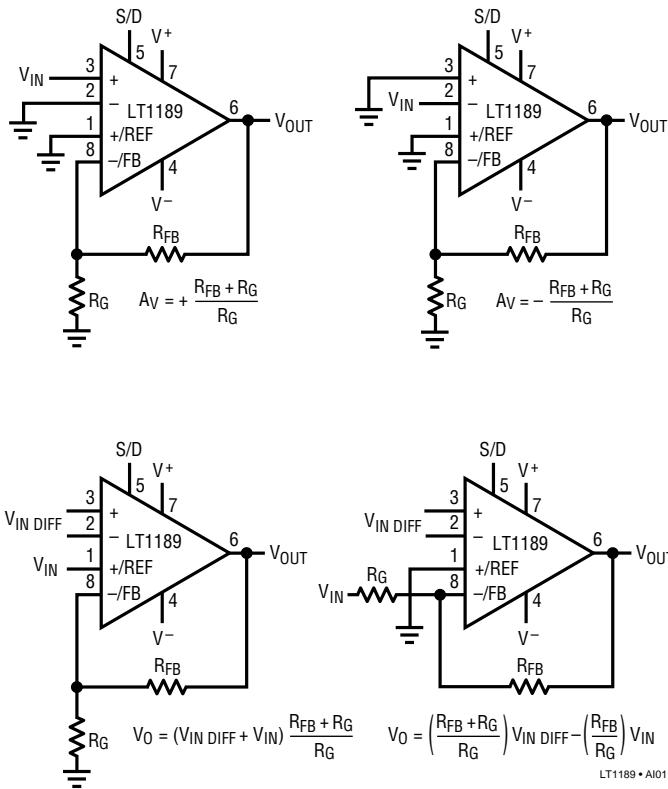 S/D
V+
5
7
3
VIN
+
2
−
LT1189
6
VOUT
1
+/REF
8
−/FB
4
V−
RFB
RG
AV = + RFB + RG
RG
S/D
V+
5
7
3
+
2
VIN
−
LT1189
6
VOUT
1
+/REF
8
−/FB
4
V−
RFB
RG
AV = − RFB + RG
RG
S/D
V+
5
7
3
+
VIN DIFF
2
−
LT1189
6
VOUT
1
VIN
+/REF
8
−/FB
4
V−
RFB
RG
VO = (VIN DIFF + VIN) RFB + RG
RG
S/D
V+
5
7
3
+
VIN DIFF
2
−
LT1189
6
VOUT
1
+/REF
RG
8
VIN
−/FB
4
V−
RFB
VO = (RFB + RG
RG) VIN DIFF − (RFB
RG) VIN
LT1189 • AI01